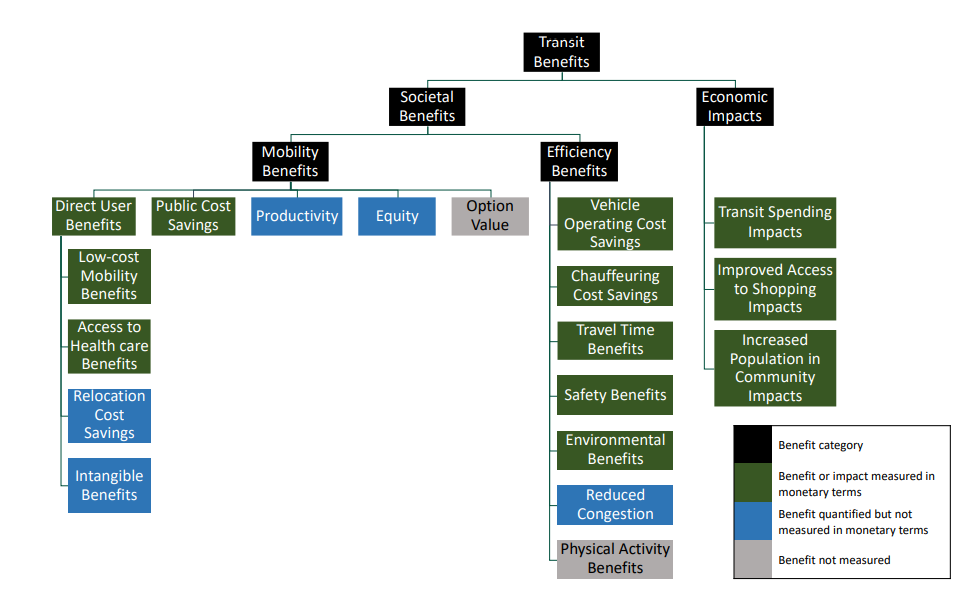 Transit
Benefits
Societal
Benefits
Economic
Impacts
Mobility
Benefits
Efficiency
Benefits
Direct User
Benefits
Public Cost
Savings
Productivity
Equity
Option
Value
Low-cost
Mobility
Benefits
Access to
Health care
Benefits
Relocation
Cost
Savings
Intangible
Benefits
Vehicle
Operating Cost
Savings
Chauffeuring
Cost Savings
Travel Time
Benefits
Safety Benefits
Environmental
Benefits
Reduced
Congestion
Physical Activity
Benefits
Transit Spending
Impacts
Improved Access
to Shopping
Impacts
Increased
Population in
Community
Impacts
Benefit category
Benefit or impact measured in
monetary terms
Benefit quantified but not
measured in monetary terms
Benefit not measured